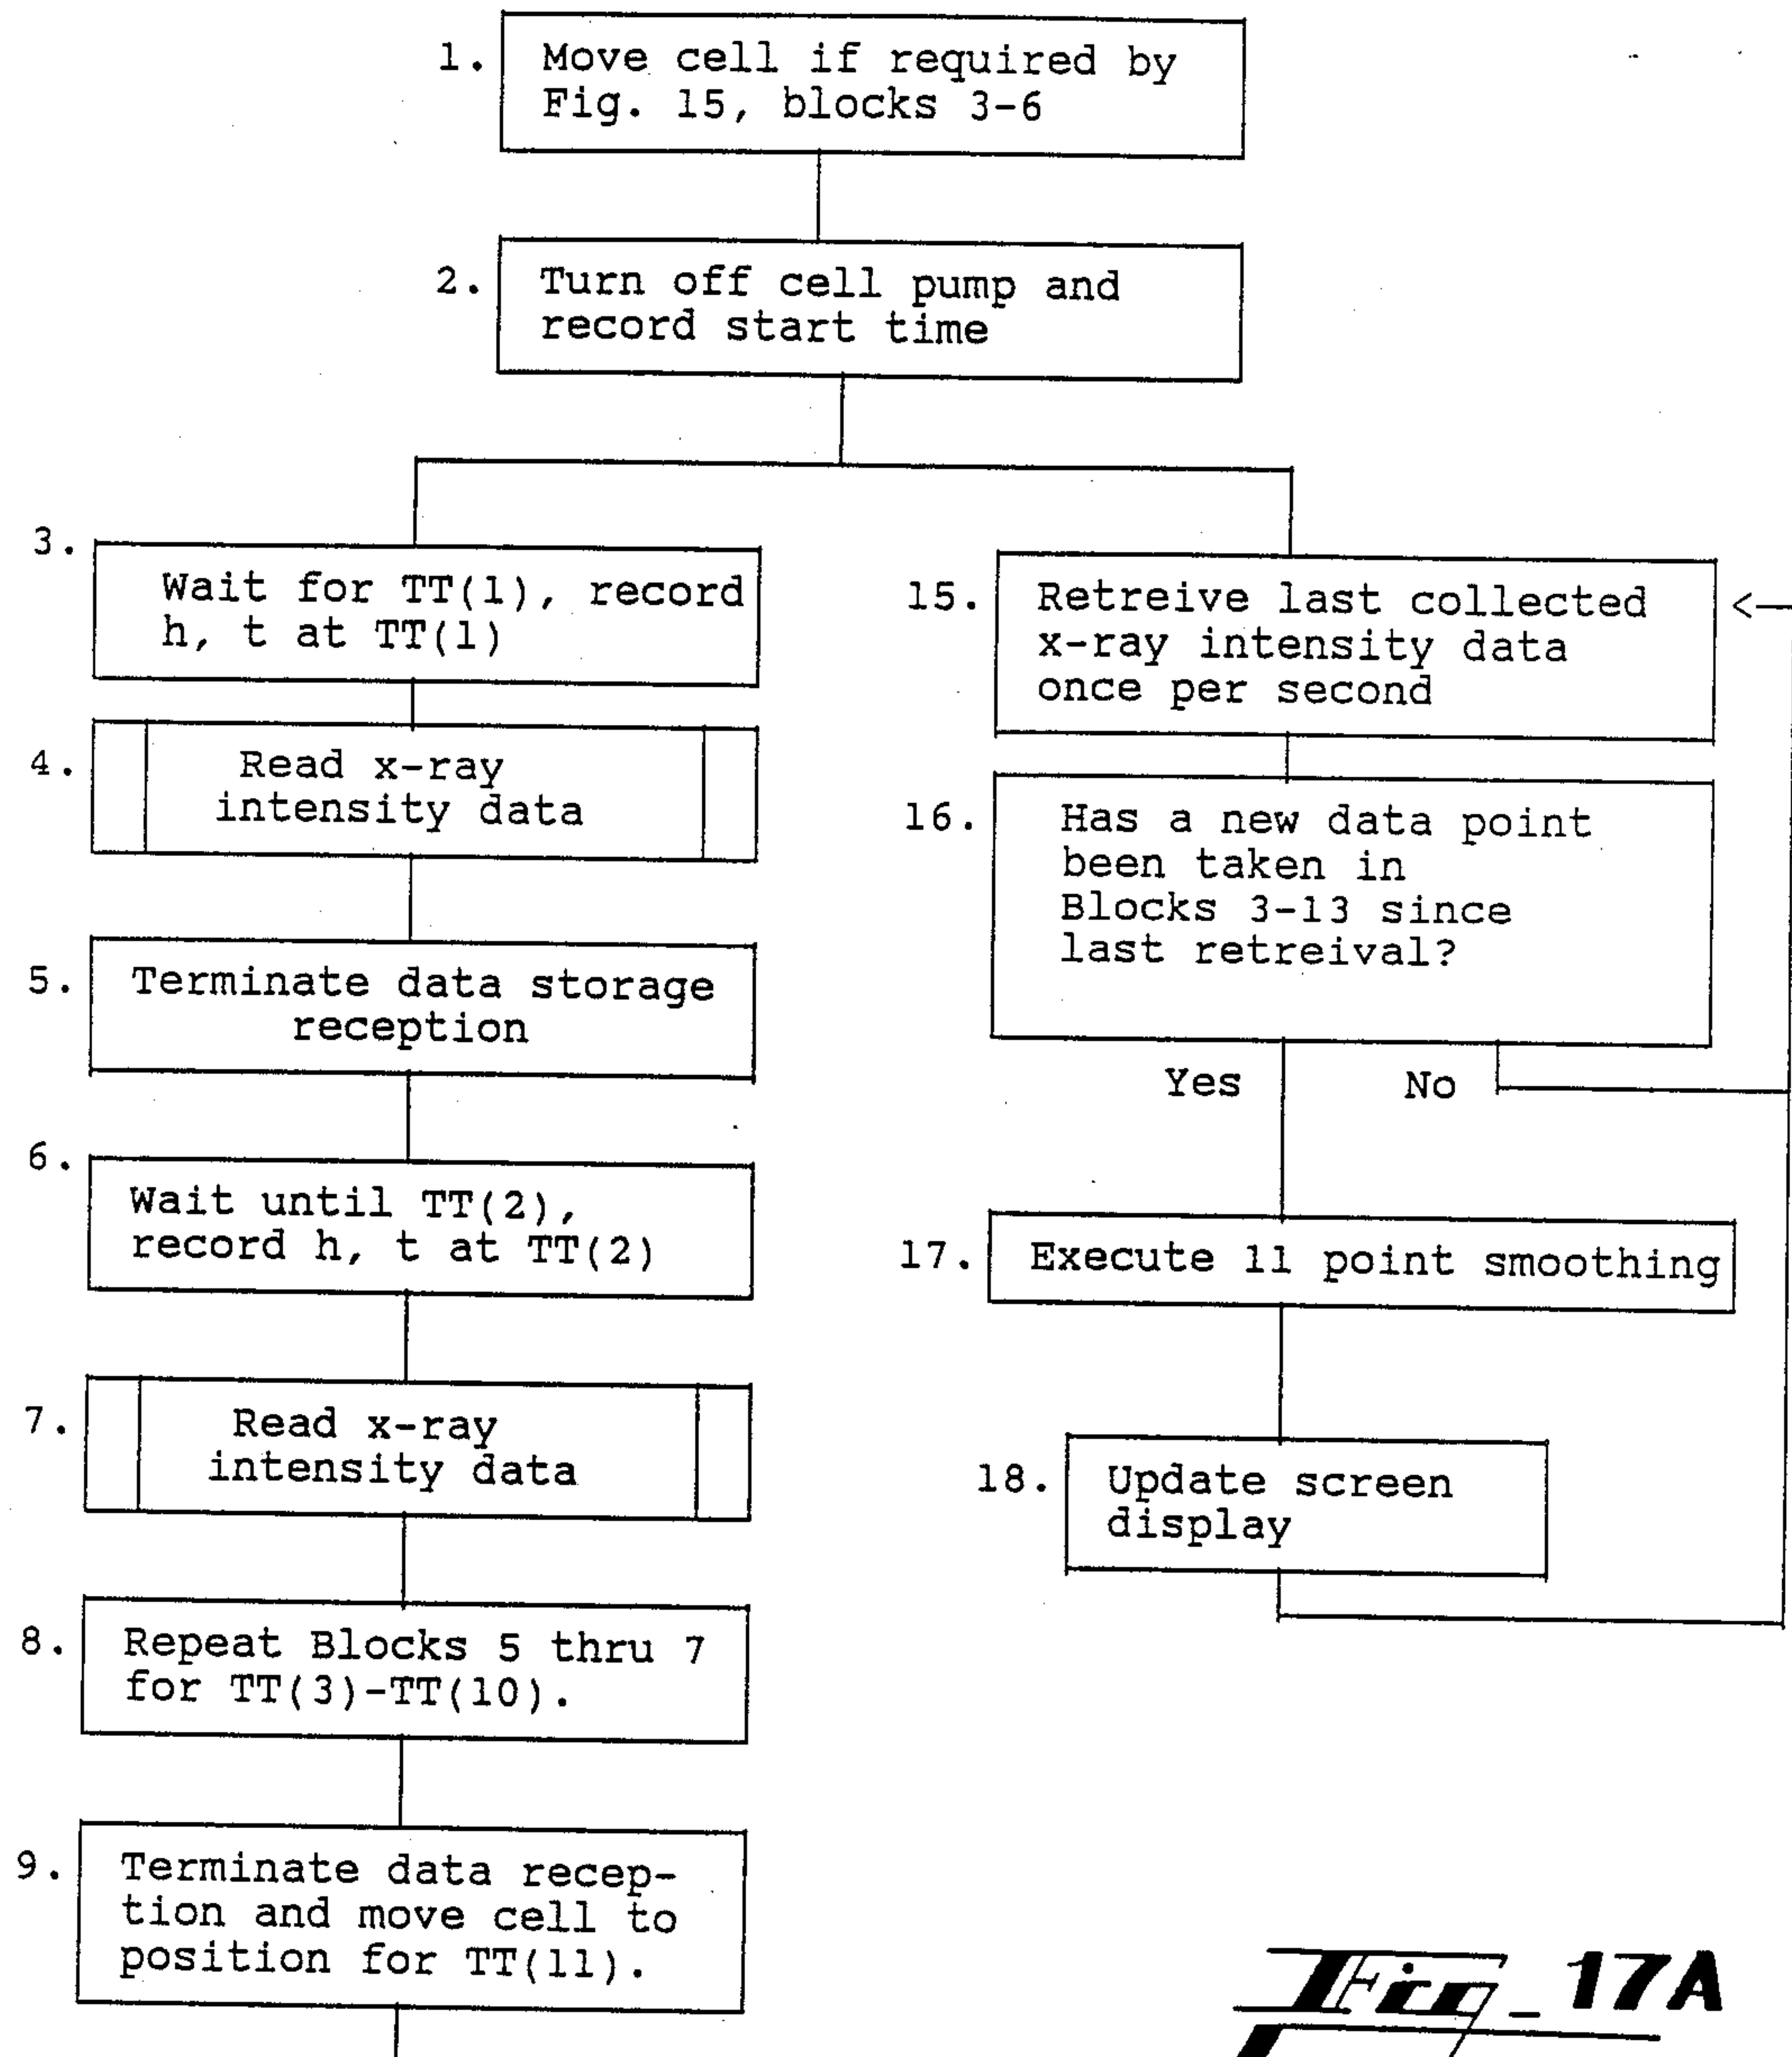 1. Move cell if required by
Fig. 15, blocks 3-6
2. Turn off cell pump and
record start time
3. Wait for TT(1), record
h, t at TT(1)
4. Read x-ray
intensity data
5. Terminate data storage
reception
6. Wait until TT(2),
record h, t at TT(2)
7. Read x-ray
intensity data
8. Repeat Blocks 5 thru 7
for TT(3)-TT(10).
9. Terminate data recep-
tion and move cell to
position for TT(11).
15. Retreive last collected
x-ray intensity data
once per second
16. Has a new data point
been taken in
Blocks 3-13 since
last retreival?
Yes No
17. Execute 11 point smoothing
18. Update screen
display
Fig_17A